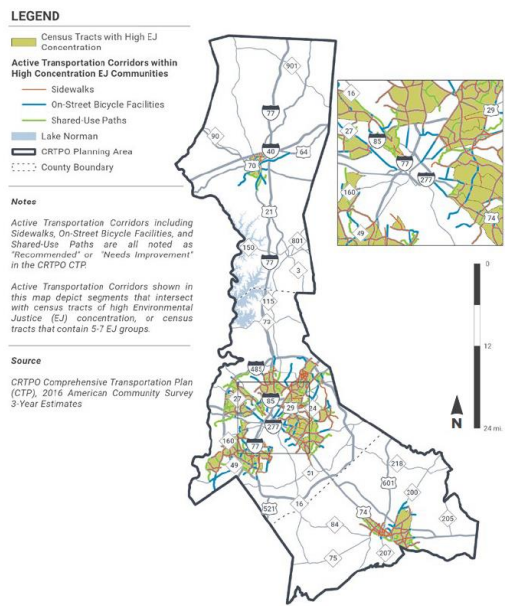 LEGEND
Census Tracts with High EJ
Concentration
Active Transportation Corridors within
High Concentration EJ Communities
Sidewalks
On-Street Bicycle Facilities
Shared-Use Paths
Lake Norman
CRTPO Planning Area
County Boundary
Notes
Active Transportation Corridors including
Sidewalks, On-Street Bicycle Facilities, and
Shared-Use Paths are all noted as
"Recommended" or "Needs Improvement"
in the CRTPO CTP.
Active Transportation Corridors shown in
this map depict segments that intersect
with census tracts of high Environmental
Justice (EJ) concentration, or census
tracts that contain 5-7 EJ groups.
Source
CRTPO Comprehensive Transportation Plan
(CTP), 2016 American Community Survey
3-Year Estimates
901
77
90
40
64
70
21
150
801
77
3
115
73
485
27
85
29
24
277
160
77
49
51
16
521
218
601
200
74
84
205
75
207
16
29
27
85
77
277
160
74
49
0
12
24 mi.
N